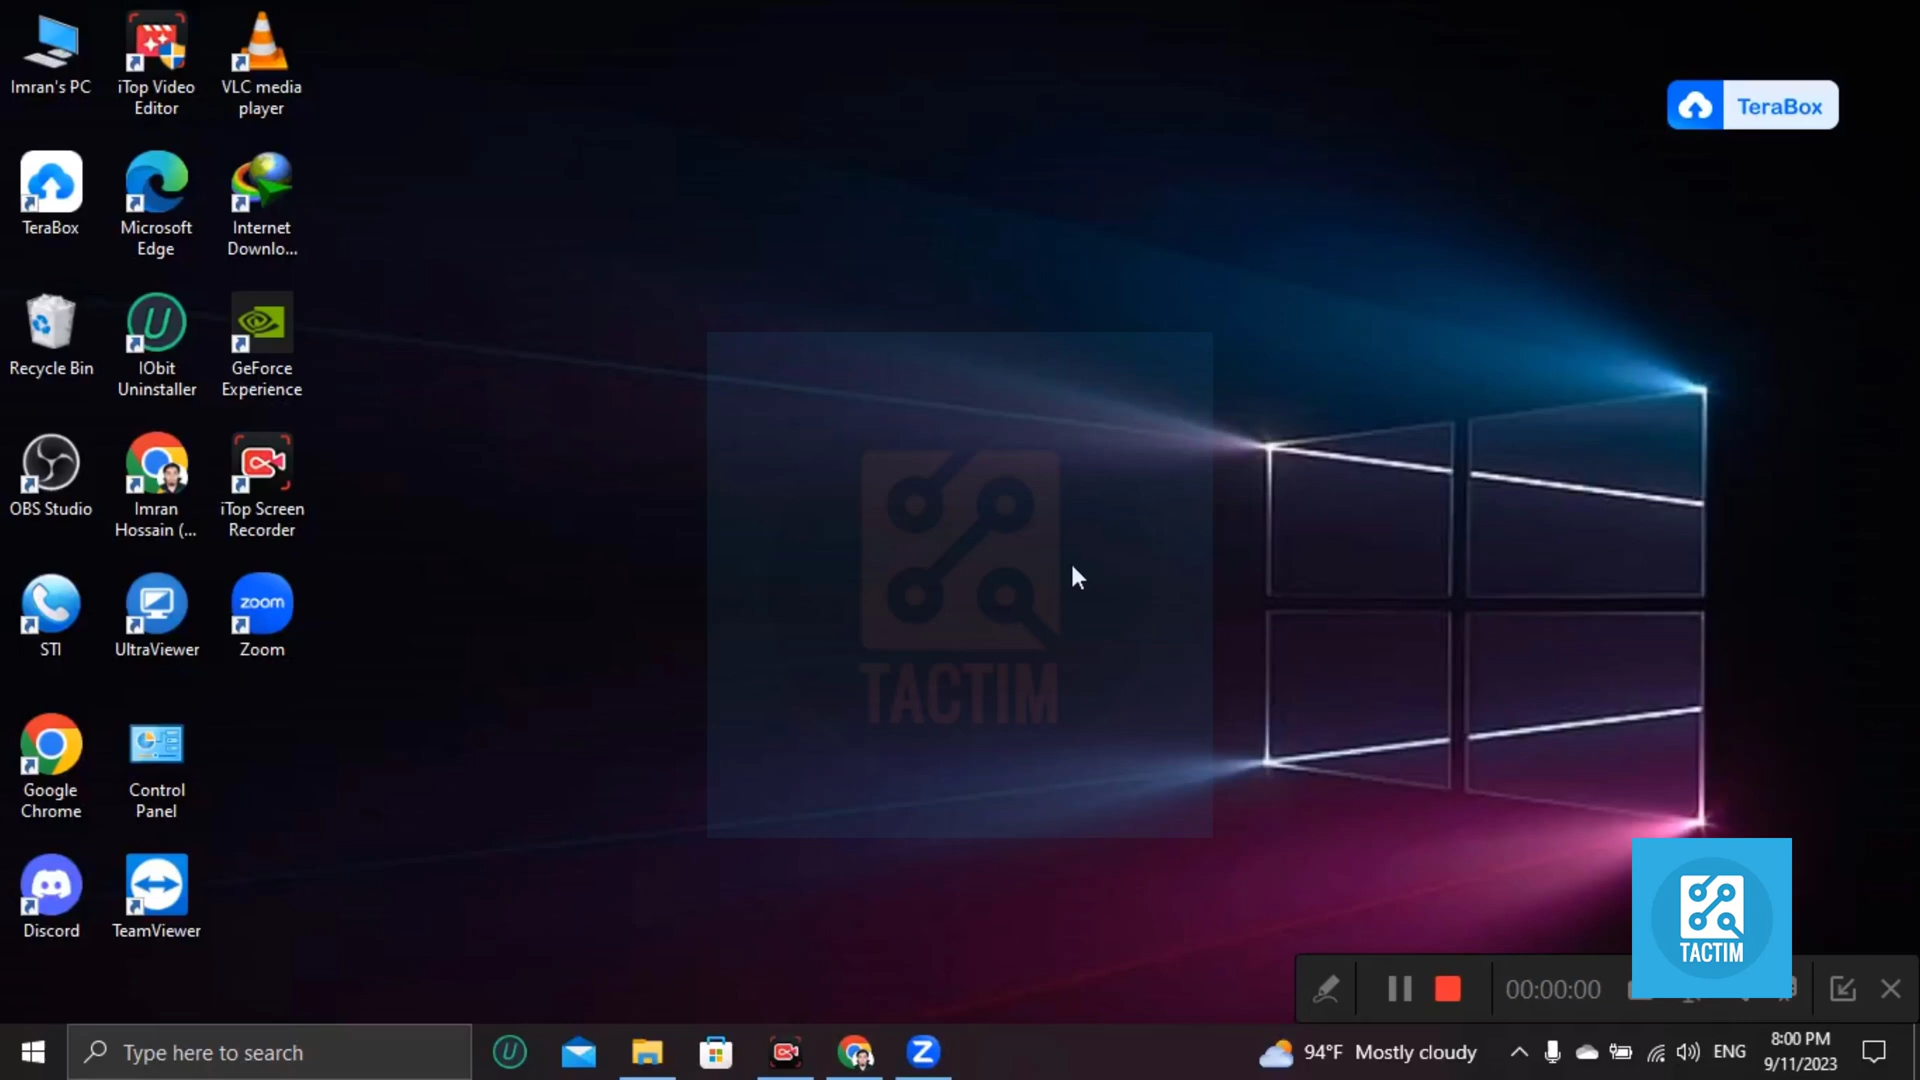 Imran's PC
iTop Video
Editor
VLC media
player
TeraBox
TeraBox
Microsoft
Edge
Internet
Downlo...
Recycle Bin
IObit
Uninstaller
GeForce
Experience
OBS Studio
Imran
Hossain (...
iTop Screen
Recorder
STI
UltraViewer
zoom
Zoom
TACTIM
Google
Chrome
Control
Panel
Discord
TeamViewer
TACTIM
00:00:00
Type here to search
94°F Mostly cloudy
ENG
8:00 PM
9/11/2023